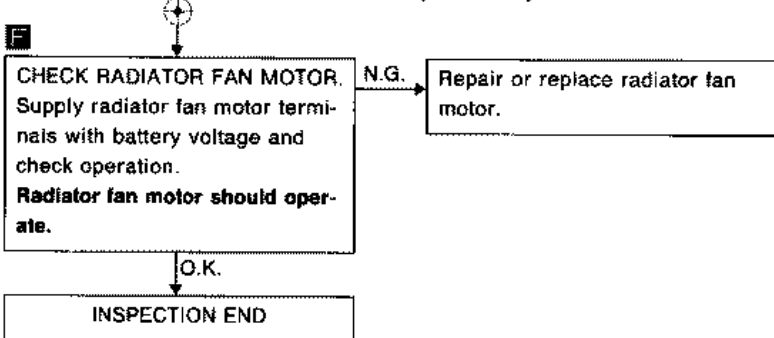 F
CHECK RADIATOR FAN MOTOR.
Supply radiator fan motor termi-
nals with battery voltage and
check operation.
Radiator fan motor should oper-
ate.
N.G.
Repair or replace radiator fan
motor.
O.K.
INSPECTION END